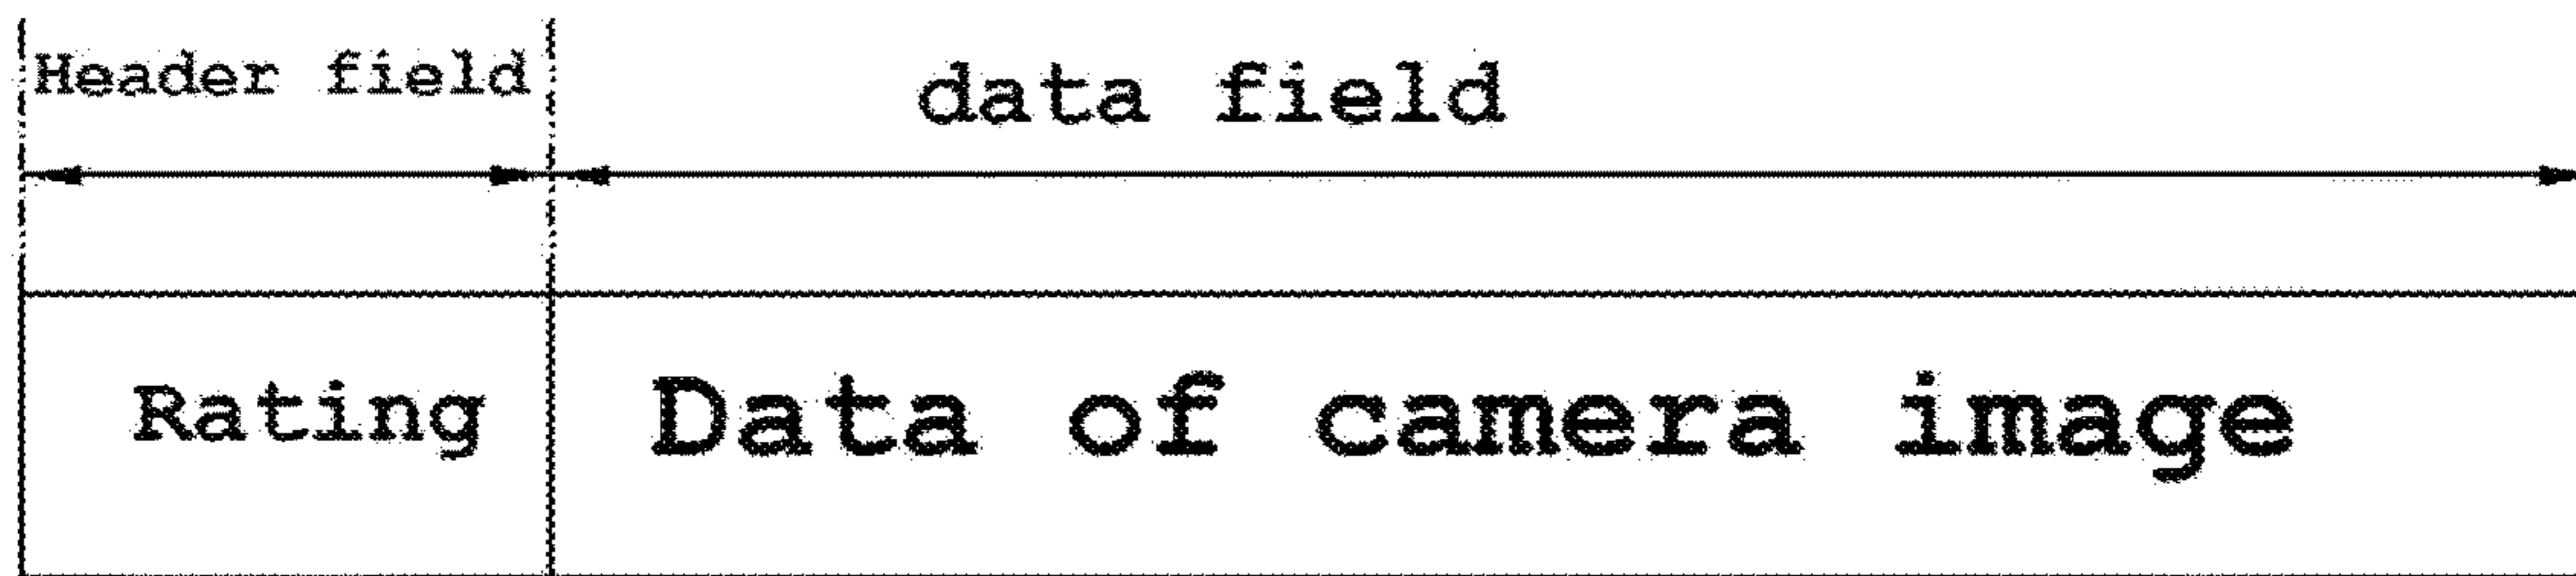 Header field
data field
Rating
Data of camera image